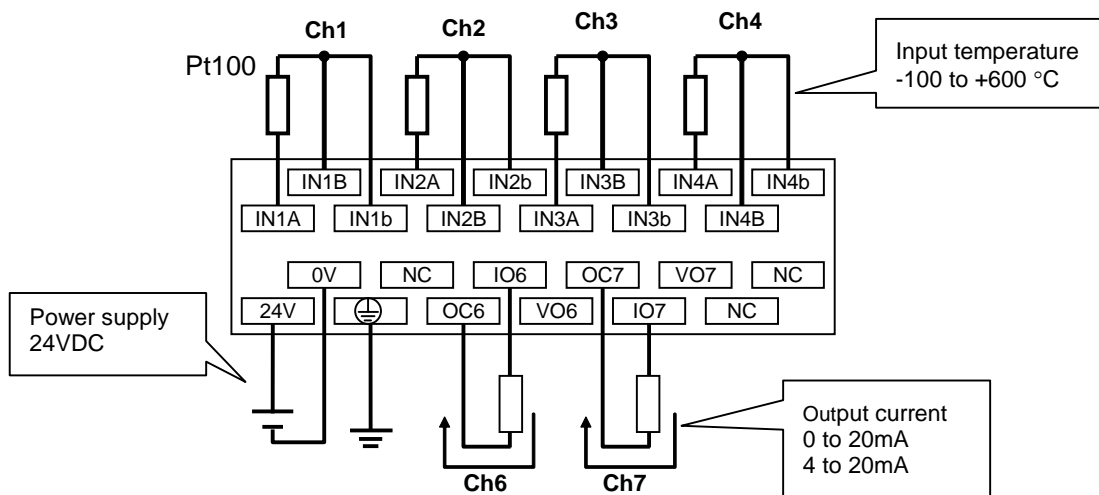 Ch1
Ch2
Ch3
Ch4
Pt100
Input temperature
-100 to +600 °C
IN1B
IN2A
IN2b
IN3B
IN4A
IN4b
IN1A
IN1b
IN2B
IN3A
IN3b
IN4B
0V
NC
IO6
OC7
VO7
NC
24V
OC6
VO6
IO7
NC
Power supply
24VDC
Output current
0 to 20mA
4 to 20mA
Ch6
Ch7